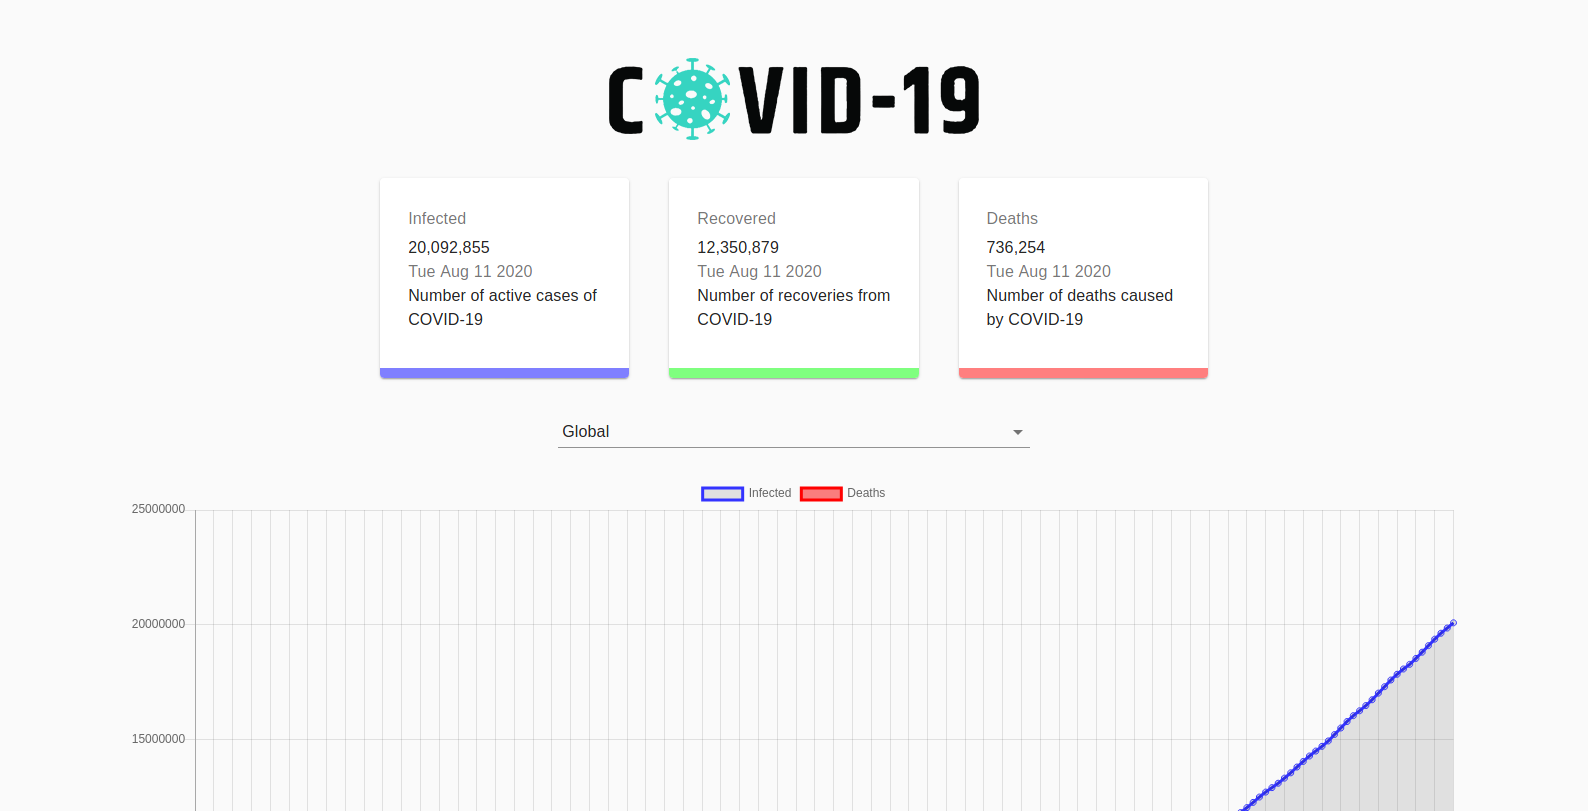 COVID-19
Infected
20,092,855
Tue Aug 11 2020
Number of active cases of
COVID-19
Recovered
12,350,879
Tue Aug 11 2020
Number of recoveries from
COVID-19
Deaths
736,254
Tue Aug 11 2020
Number of deaths caused
by COVID-19
Global
Infected Deaths
25000000
20000000
15000000